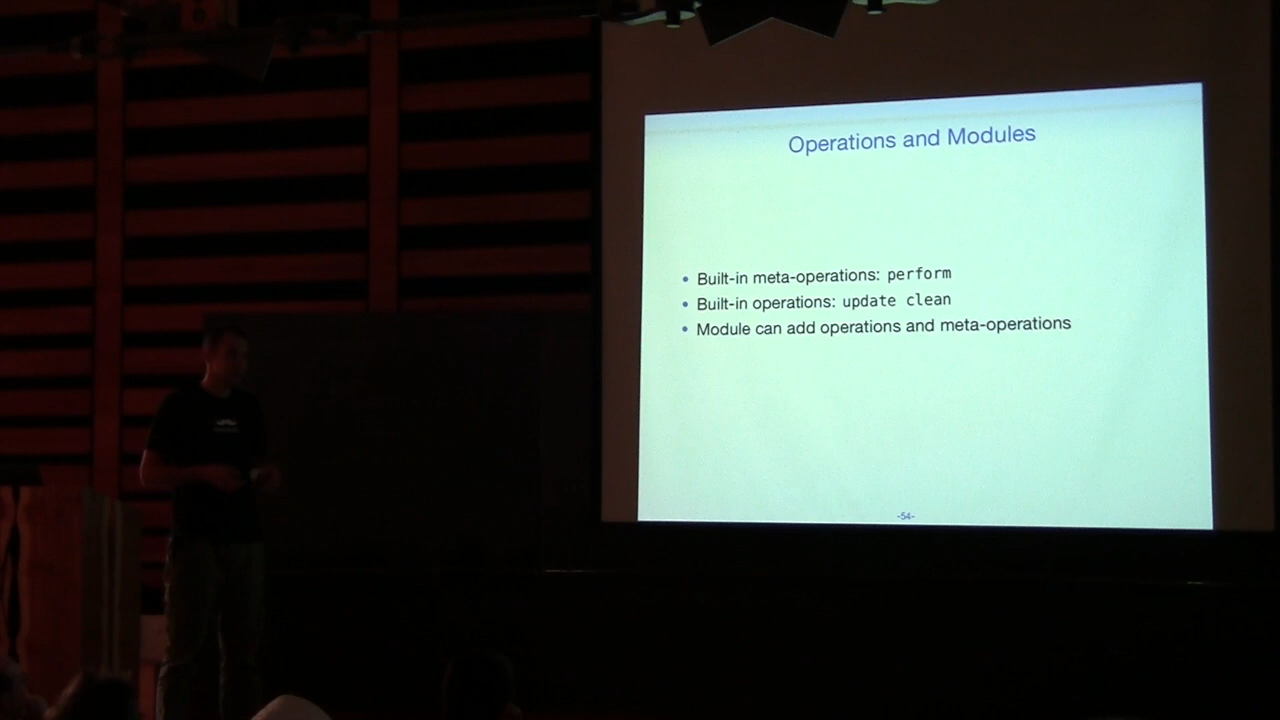 Operations and Modules
• Built-in meta-operations: perform
• Built-in operations: update clean
• Module can add operations and meta-operations
-54-